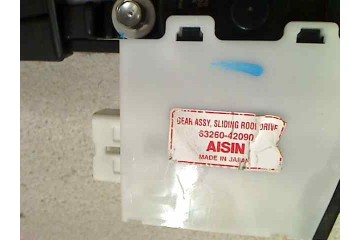 GEAR ASSY, SLIDING ROOF DRIVE
63260-42090
AISIN
MADE IN JAPAN